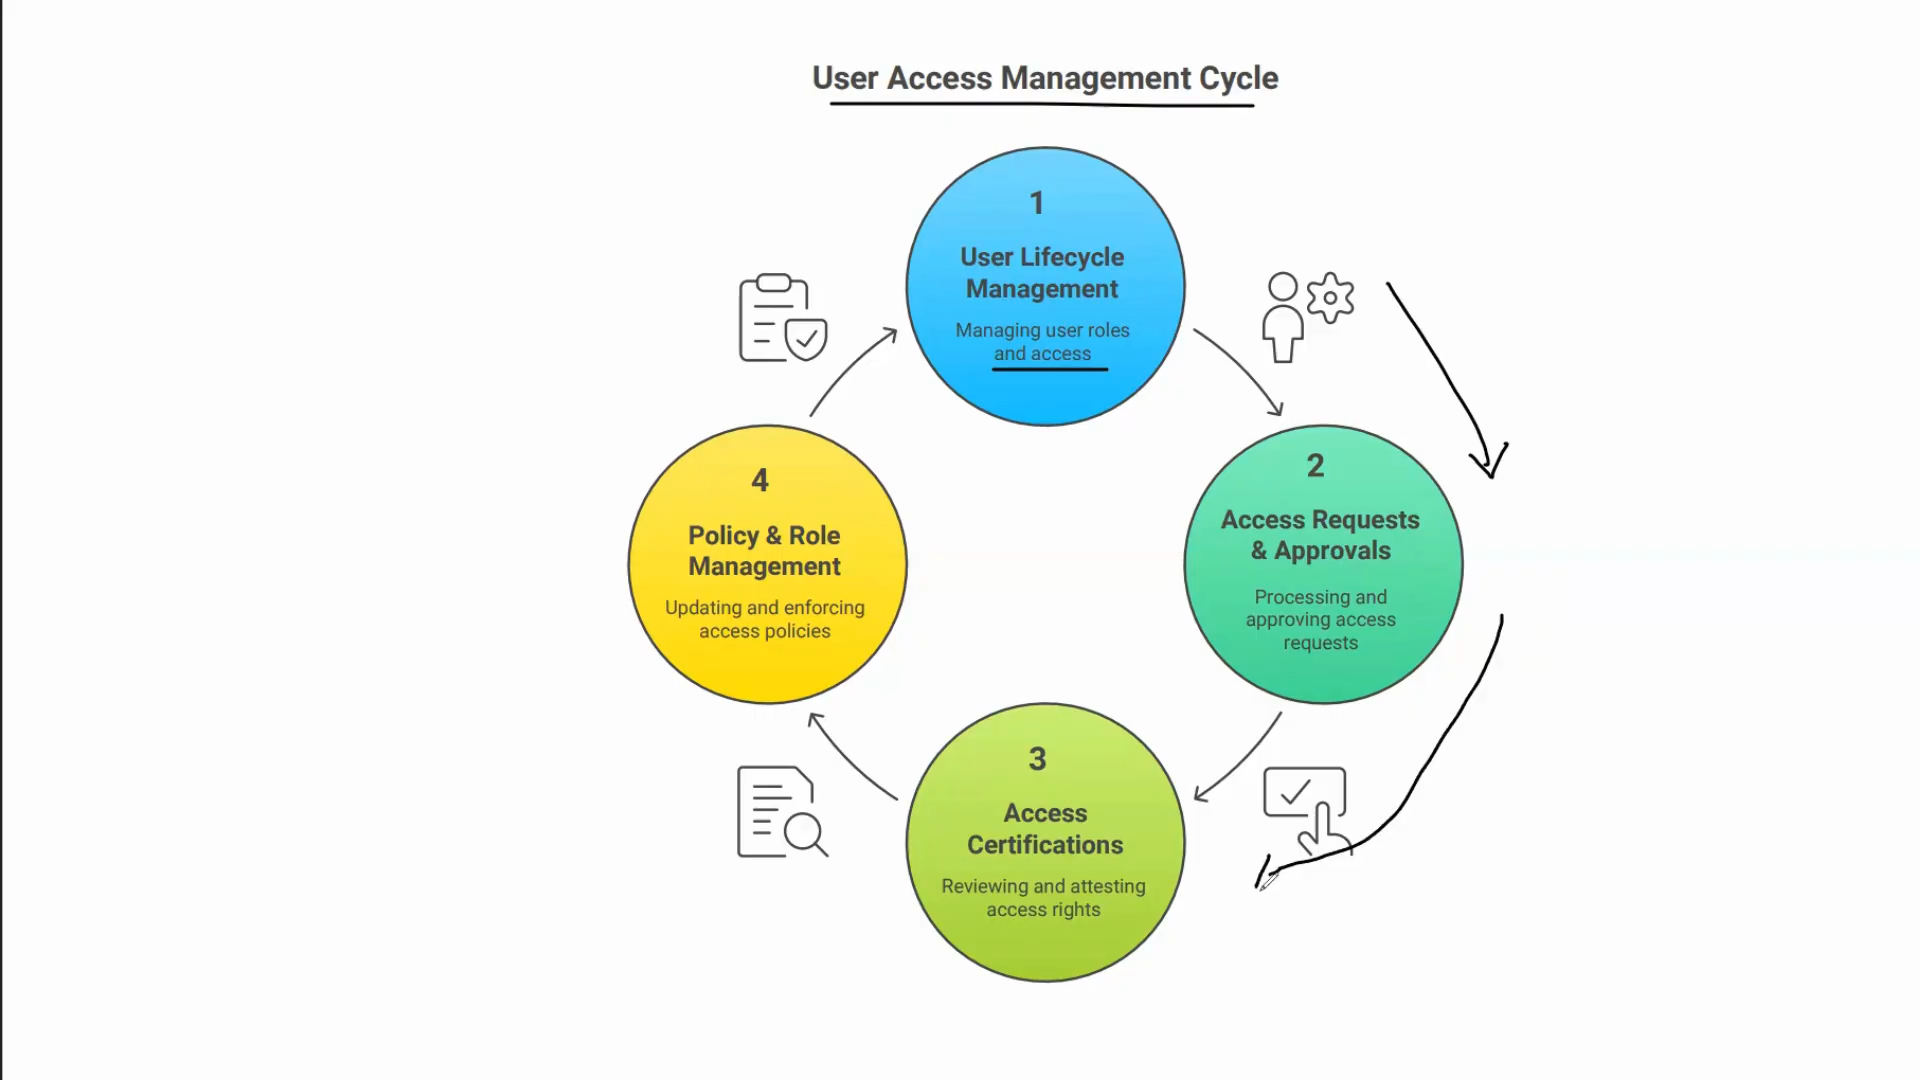 User Access Management Cycle
1
User Lifecycle
Management
Managing user roles
and access
2
Access Requests
& Approvals
Processing and
approving access
requests
3
Access
Certifications
Reviewing and attesting
access rights
4
Policy & Role
Management
Updating and enforcing
access policies